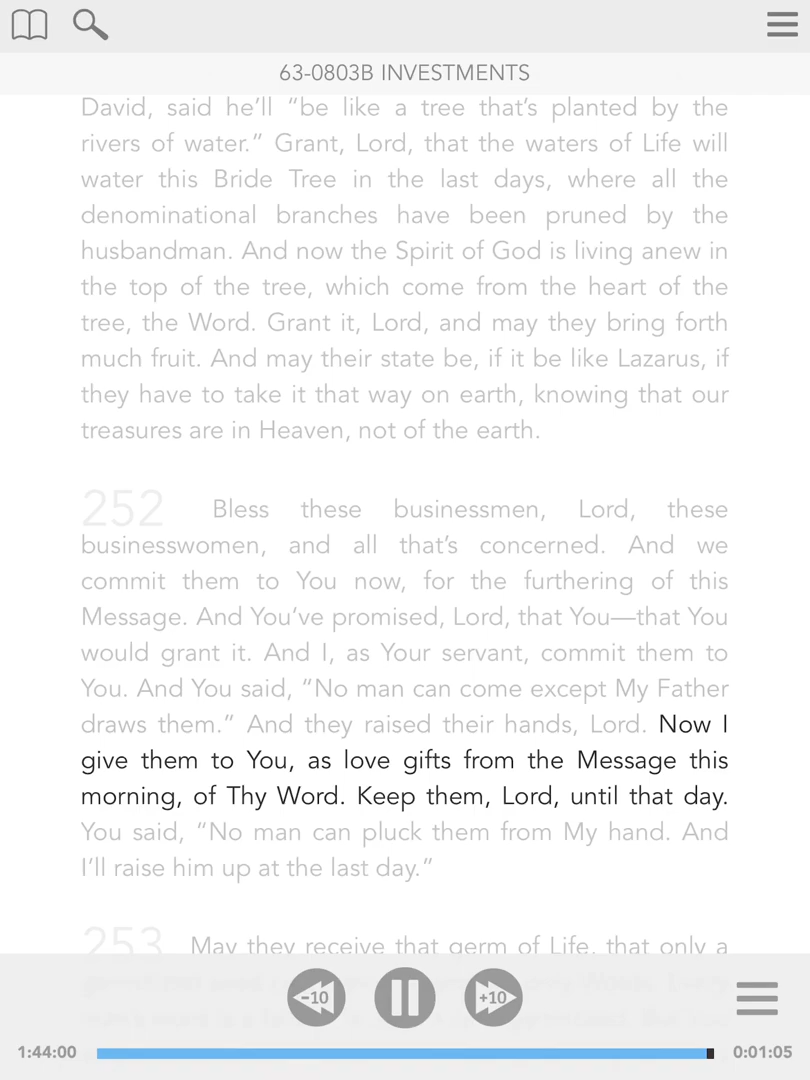 63-0803B INVESTMENTS
David, said he’ll “be like a tree that’s planted by the
rivers of water.” Grant, Lord, that the waters of Life will
water this Bride Tree in the last days, where all the
denominational branches have been pruned by the
husbandman. And now the Spirit of God is living anew in
the top of the tree, which come from the heart of the
tree, the Word. Grant it, Lord, and may they bring forth
much fruit. And may their state be, if it be like Lazarus, if
they have to take it that way on earth, knowing that our
treasures are in Heaven, not of the earth.
252 Bless these businessmen, Lord, these
businesswomen, and all that’s concerned. And we
commit them to You now, for the furthering of this
Message. And You’ve promised, Lord, that You—that You
would grant it. And I, as Your servant, commit them to
You. And You said, “No man can come except My Father
draws them.” And they raised their hands, Lord. Now I
give them to You, as love gifts from the Message this
morning, of Thy Word. Keep them, Lord, until that day.
You said, “No man can pluck them from My hand. And
I’ll raise him up at the last day.”
253 May they receive that germ of Life, that only a
-10 +10
1:44:00 0:01:05